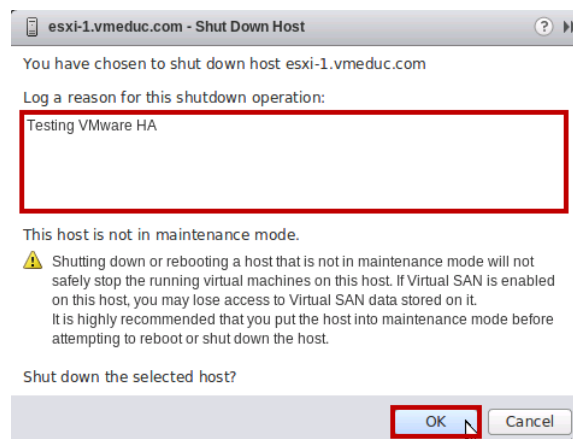 esxi-1.vmeduc.com - Shut Down Host
?
You have chosen to shut down host esxi-1.vmeduc.com
Log a reason for this shutdown operation:
Testing VMware HA
This host is not in maintenance mode.
Shutting down or rebooting a host that is not in maintenance mode will not
safely stop the running virtual machines on this host. If Virtual SAN is enabled
on this host, you may lose access to Virtual SAN data stored on it.
It is highly recommended that you put the host into maintenance mode before
attempting to reboot or shut down the host.
Shut down the selected host?
OK
Cancel